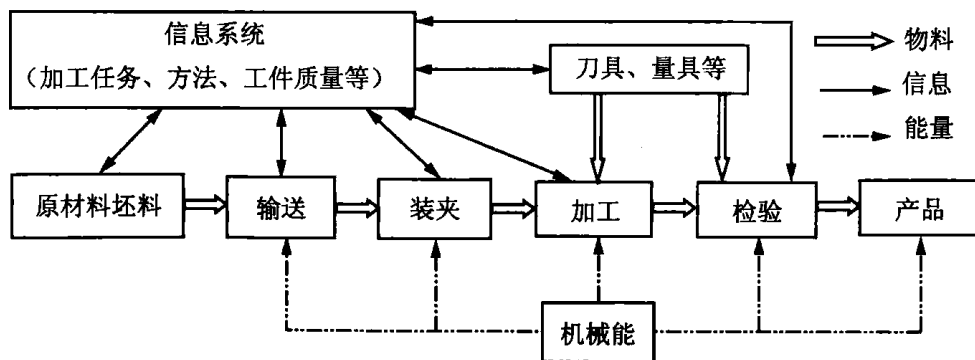 信息系统
（加工任务、方法、工件质量等）
刀具、量具等
物料
信息
能量
原材料坯料
输送
装夹
加工
检验
产品
机械能